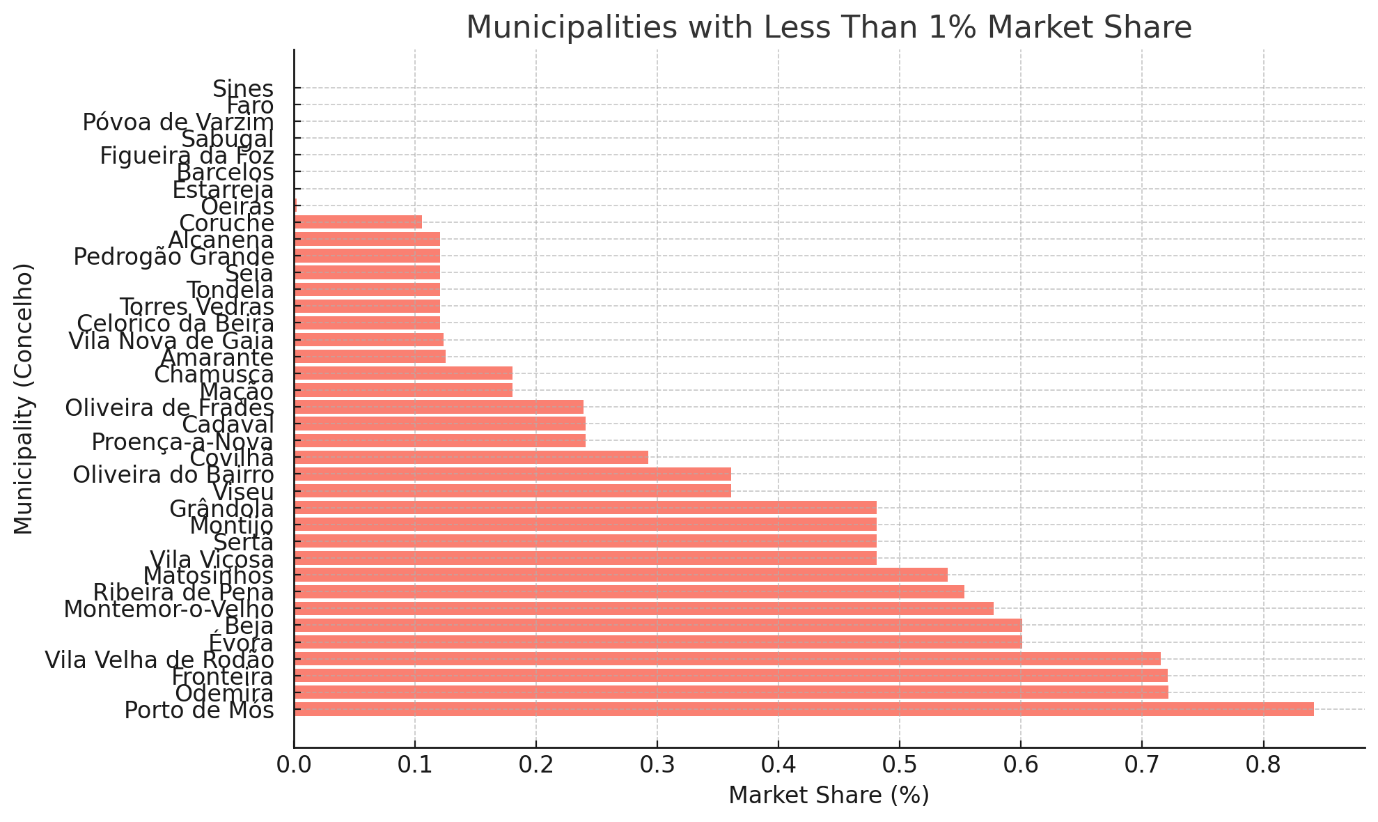 Municipalities with Less Than 1% Market Share
Municipality (Concelho)
Sines
Faro
Póvoa de Varzim
Sabugal
Figueira da Foz
Barcelos
Estarreja
Oeiras
Coruche
Alcanena
Pedrogão Grande
Seia
Tondela
Torres Vedras
Celorico da Beira
Vila Nova de Gaia
Amarante
Chamusca
Mação
Oliveira de Frades
Cadaval
Proença-a-Nova
Covilhã
Oliveira do Bairro
Viseu
Grândola
Montijo
Sertã
Vila Viçosa
Matosinhos
Ribeira de Pena
Montemor-o-Velho
Beja
Évora
Vila Velha de Rodão
Fronteira
Odemira
Porto de Mós
0.0 0.1 0.2 0.3 0.4 0.5 0.6 0.7 0.8
Market Share (%)